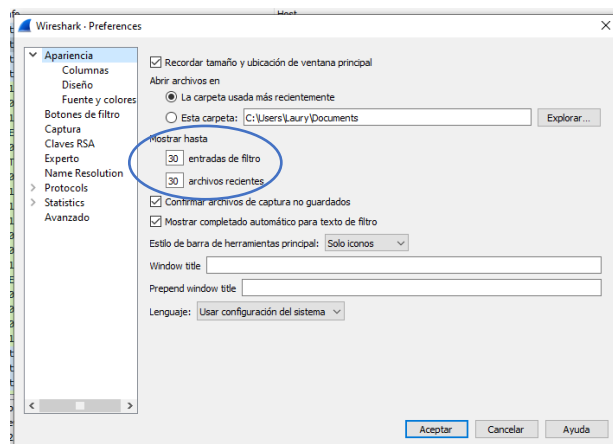 Host
Wireshark · Preferences
Apariencia
Columnas
Diseño
Fuente y colores
Botones de filtro
Captura
Claves RSA
Experto
Name Resolution
Protocols
Statistics
Avanzado
Recordar tamaño y ubicación de ventana principal
Abrir archivos en
La carpeta usada más recientemente
Esta carpeta: C:\Users\Laury\Documents Explorar...
Mostrar hasta
30 entradas de filtro
30 archivos recientes
Confirmar archivos de captura no guardados
Mostrar completado automático para texto de filtro
Estilo de barra de herramientas principal: Solo iconos
Window title
Prepend window title
Lenguaje: Usar configuración del sistema
Aceptar Cancelar Ayuda